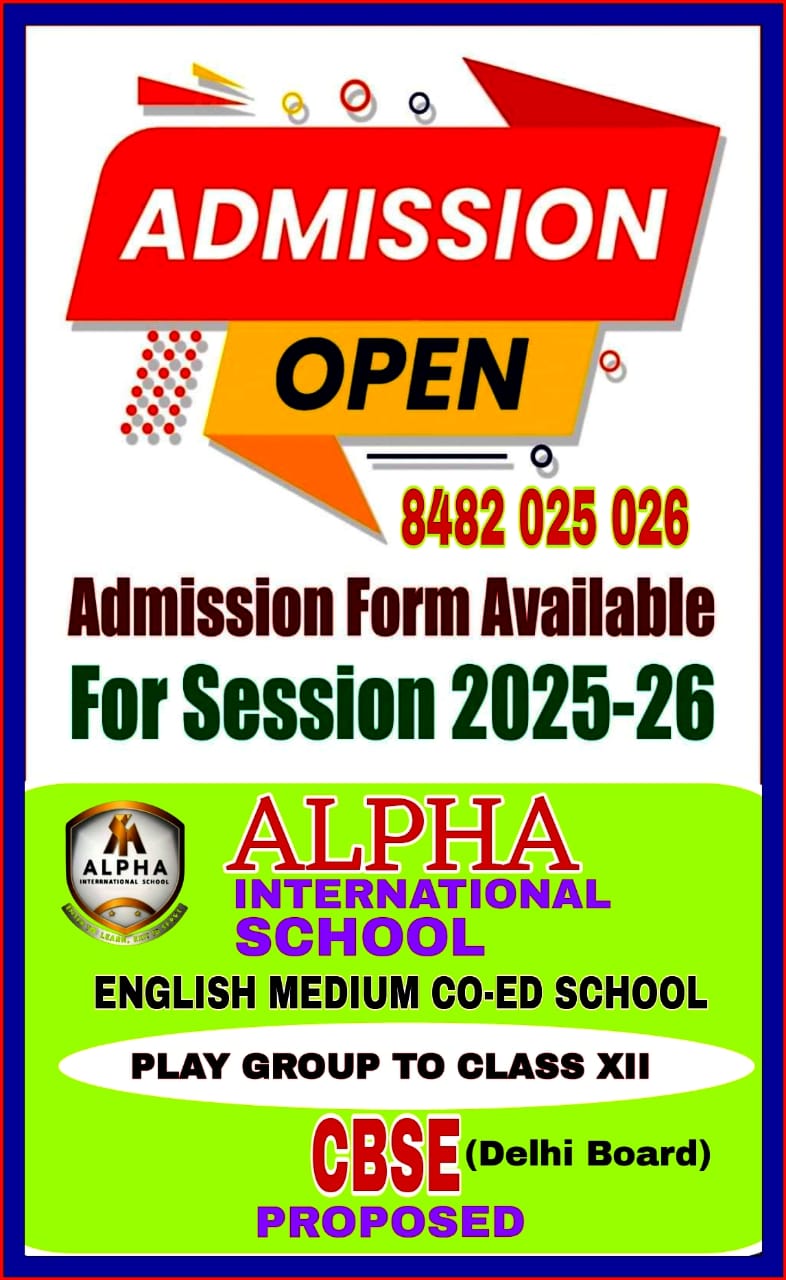 ADMISSION
OPEN
8482 025 026
Admission Form Available
For Session 2025-26
ALPHA
INTERRNATIONAL SCHOOL
ALPHA
INTERNATIONAL
SCHOOL
ENGLISH MEDIUM CO-ED SCHOOL
PLAY GROUP TO CLASS XII
CBSE (Delhi Board)
PROPOSED